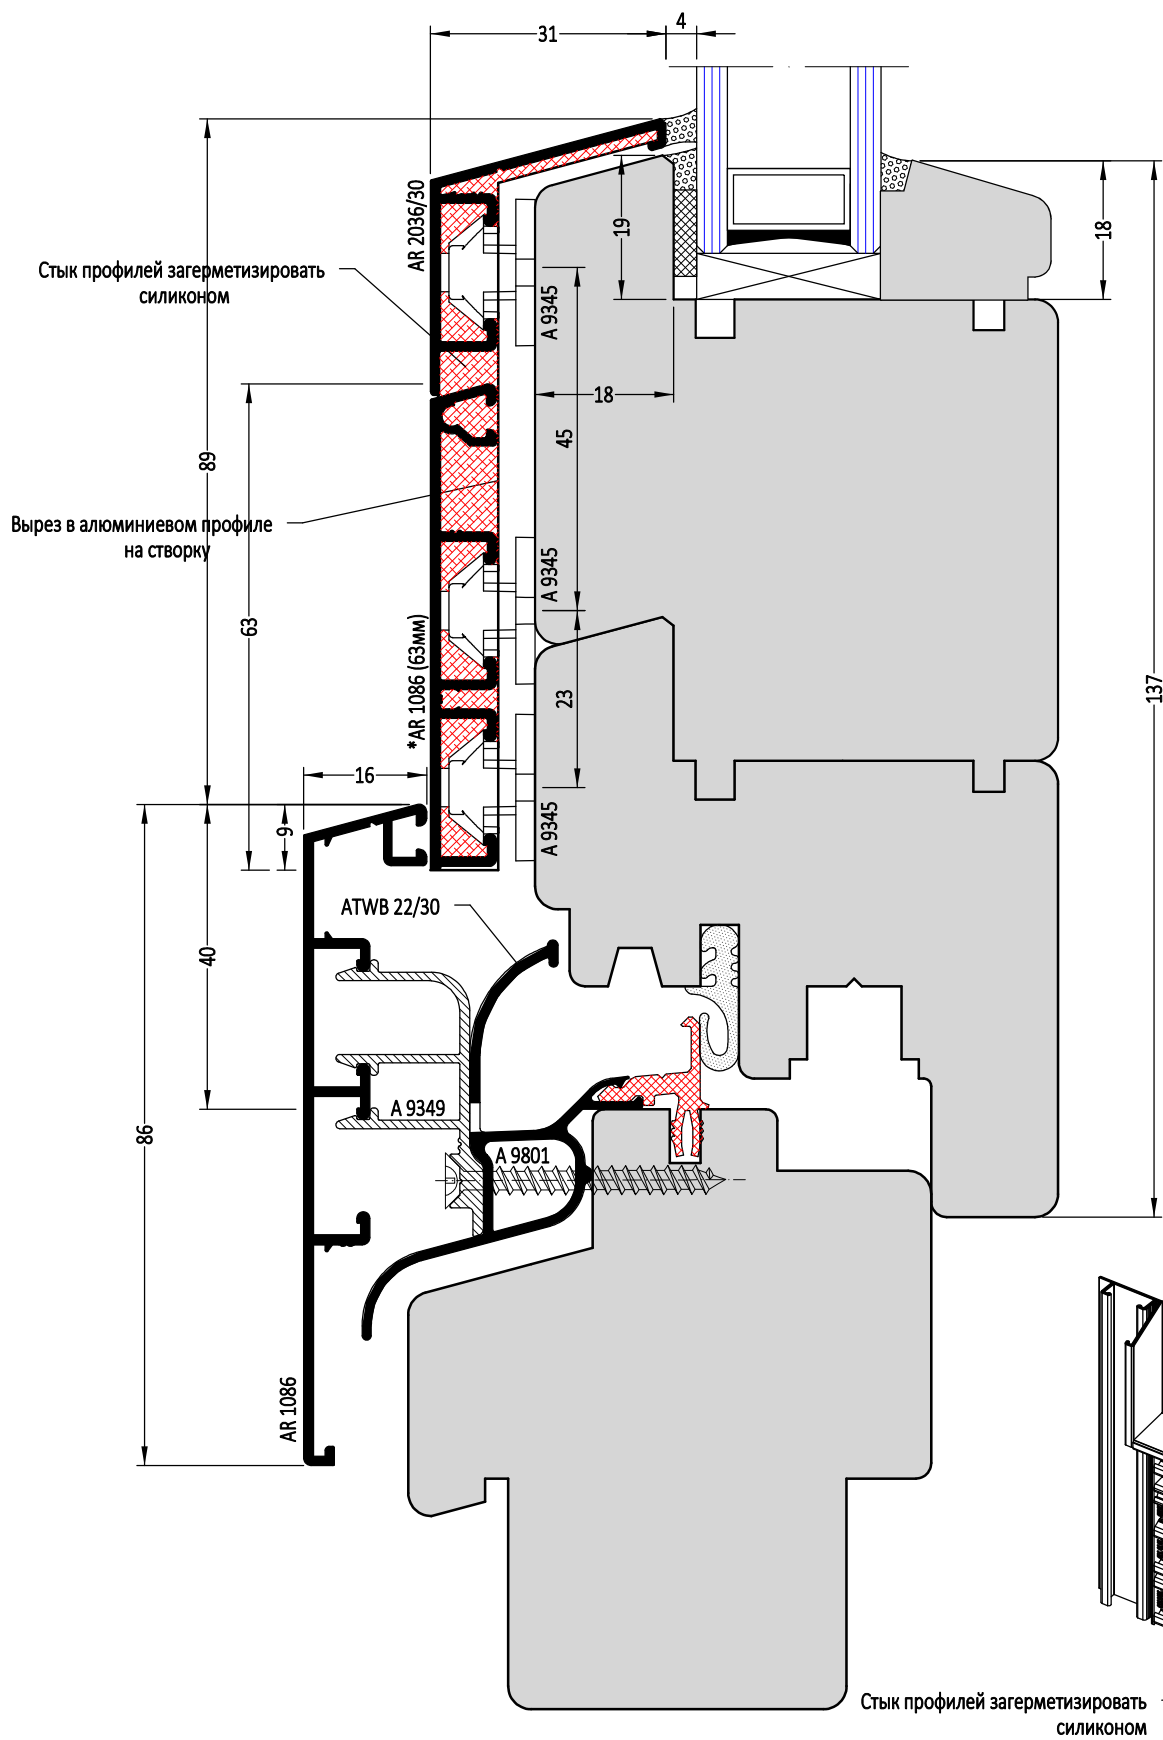 31
4
AR 2036/30
Стык профилей загерметизировать
силиконом
A 9345
19
18
18
45
89
Вырез в алюминиевом профиле
на створку
A 9345
63
*AR 1086 (63мм)
23
137
16
9
A 9345
ATWB 22/30
40
86
A 9349
A 9801
AR 1086
Стык профилей загерметизировать
силиконом